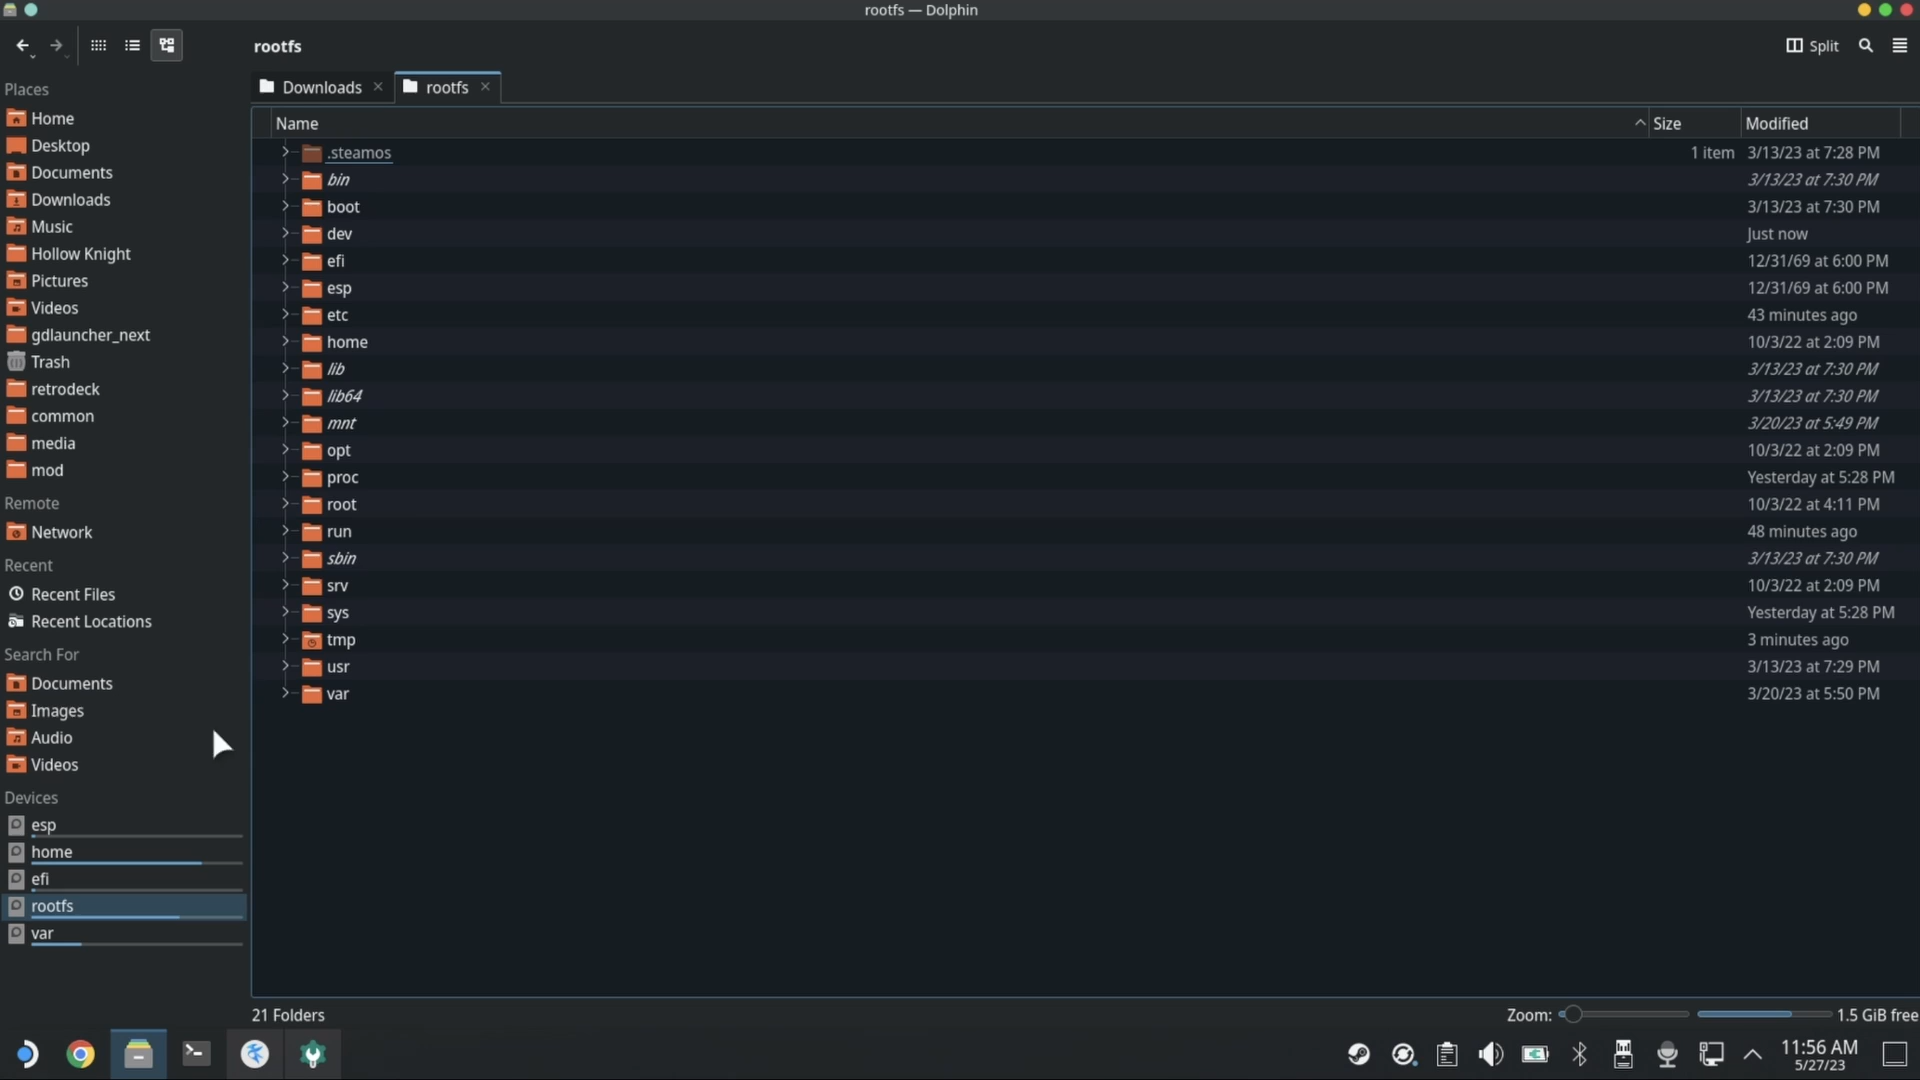 rootfs — Dolphin
rootfs
Split
Places
Home
Desktop
Documents
Downloads
Music
Hollow Knight
Pictures
Videos
gdlauncher_next
Trash
retrodeck
common
media
mod
Remote
Network
Recent
Recent Files
Recent Locations
Search For
Documents
Images
Audio
Videos
Devices
esp
home
efi
rootfs
var
Downloads
rootfs
Name Size Modified
.steamos 1 item 3/13/23 at 7:28 PM
bin 3/13/23 at 7:30 PM
boot 3/13/23 at 7:30 PM
dev Just now
efi 12/31/69 at 6:00 PM
esp 12/31/69 at 6:00 PM
etc 43 minutes ago
home 10/3/22 at 2:09 PM
lib 3/13/23 at 7:30 PM
lib64 3/13/23 at 7:30 PM
mnt 3/20/23 at 5:49 PM
opt 10/3/22 at 2:09 PM
proc Yesterday at 5:28 PM
root 10/3/22 at 4:11 PM
run 48 minutes ago
sbin 3/13/23 at 7:30 PM
srv 10/3/22 at 2:09 PM
sys Yesterday at 5:28 PM
tmp 3 minutes ago
usr 3/13/23 at 7:29 PM
var 3/20/23 at 5:50 PM
21 Folders
Zoom:
1.5 GiB free
11:56 AM
5/27/23